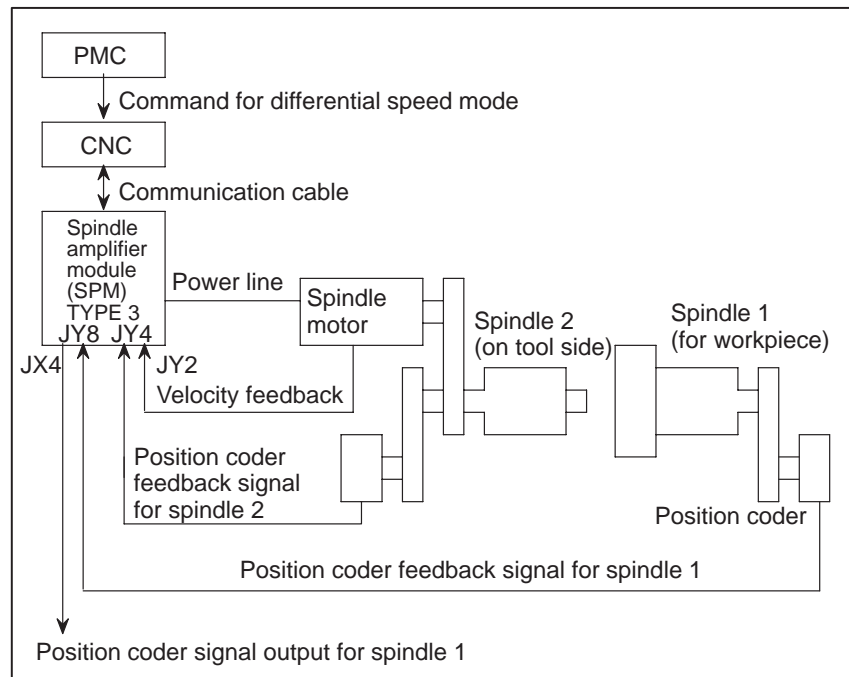 PMC
Command for differential speed mode
CNC
Communication cable
Spindle
amplifier
module
(SPM)
TYPE 3
JY8 JY4
JX4
JY2
Power line
Spindle
motor
Velocity feedback
Spindle 2
(on tool side)
Spindle 1
(for workpiece)
Position coder
feedback signal
for spindle 2
Position coder
Position coder feedback signal for spindle 1
Position coder signal output for spindle 1